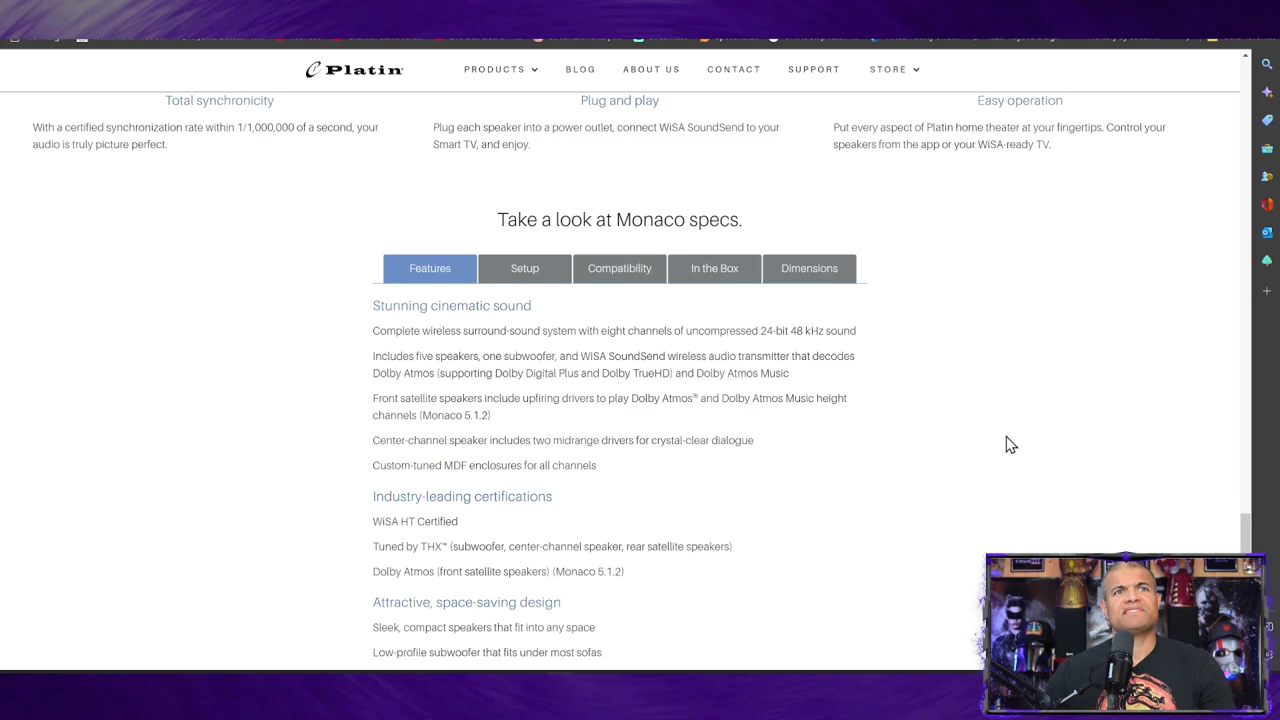 Platin
PRODUCTS BLOG ABOUT US CONTACT SUPPORT STORE
Total synchronicity
With a certified synchronization rate within 1/1,000,000 of a second, your
audio is truly picture perfect.
Plug and play
Plug each speaker into a power outlet, connect WiSA SoundSend to your
Smart TV, and enjoy.
Easy operation
Put every aspect of Platin home theater at your fingertips. Control your
speakers from the app or your WiSA-ready TV.
Take a look at Monaco specs.
Features Setup Compatibility In the Box Dimensions
Stunning cinematic sound
Complete wireless surround-sound system with eight channels of uncompressed 24-bit 48 kHz sound
Includes five speakers, one subwoofer, and WiSA SoundSend wireless audio transmitter that decodes
Dolby Atmos (supporting Dolby Digital Plus and Dolby TrueHD) and Dolby Atmos Music
Front satellite speakers include upfiring drivers to play Dolby Atmos® and Dolby Atmos Music height
channels (Monaco 5.1.2)
Center-channel speaker includes two midrange drivers for crystal-clear dialogue
Custom-tuned MDF enclosures for all channels
Industry-leading certifications
WiSA HT Certified
Tuned by THX™ (subwoofer, center-channel speaker, rear satellite speakers)
Dolby Atmos (front satellite speakers) (Monaco 5.1.2)
Attractive, space-saving design
Sleek, compact speakers that fit into any space
Low-profile subwoofer that fits under most sofas